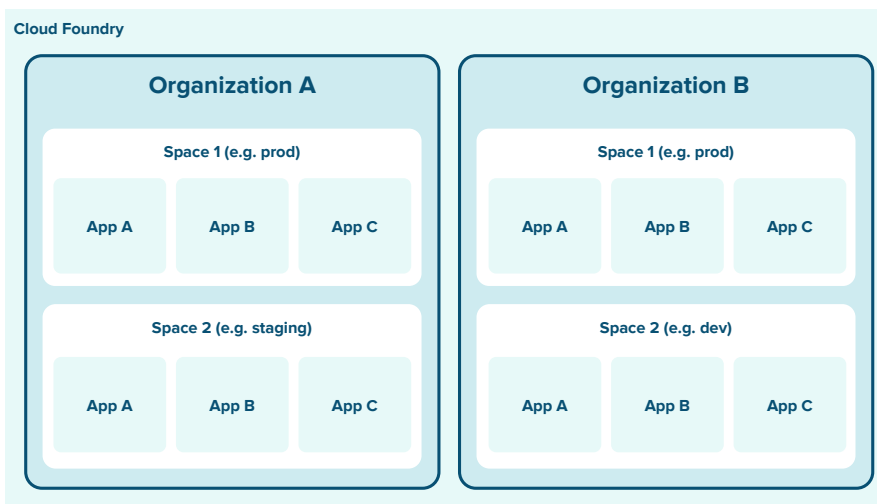 Cloud Foundry
Organization A
Space 1 (e.g. prod)
App A
App B
App C
Space 2 (e.g. staging)
App A
App B
App C
Organization B
Space 1 (e.g. prod)
App A
App B
App C
Space 2 (e.g. dev)
App A
App B
App C